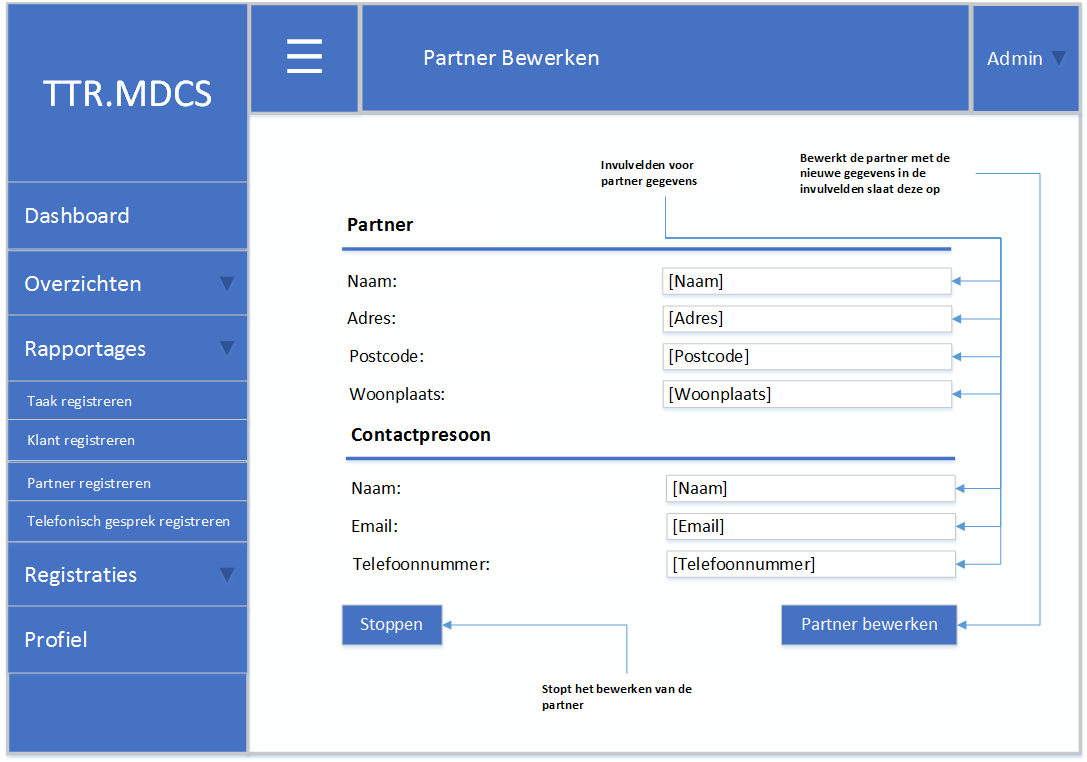 TTR.MDCS
Partner Bewerken
Admin
Dashboard
Overzichten
Rapportages
Taak registreren
Klant registreren
Partner registreren
Telefonisch gesprek registreren
Registraties
Profiel
Invulvelden voor
partner gegevens
Bewerkt de partner met de
nieuwe gegevens in de
invulvelden slaat deze op
Partner
Naam: [Naam]
Adres: [Adres]
Postcode: [Postcode]
Woonplaats: [Woonplaats]
Contactpresoon
Naam: [Naam]
Email: [Email]
Telefoonnummer: [Telefoonnummer]
Stoppen
Partner bewerken
Stopt het bewerken van de
partner